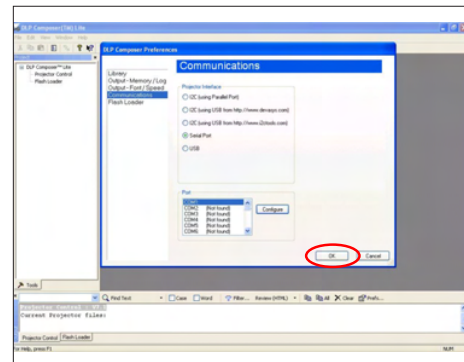 DLP Composer(TM) Lite
File Edit View Window Help
DLP Composer™ Lite
Projector Control
Flash Loader
DLP Composer Preferences
Library
Output - Memory / Log
Output - Font / Speed
Communications
Flash Loader
Communications
Projector Interface
I2C (using Parallel Port)
I2C (using USB from http://www.devasys.com)
I2C (using USB from http://www.i2ctools.com)
Serial Port
USB
Port
COM1
COM2 (Not found)
COM3 (Not found)
COM4 (Not found)
COM5 (Not found)
COM6 (Not found)
Configure
OK
Cancel
Tools
Find Text
Case
Word
Filter...
Review (HTML)
All
Clear
Prefs...
Current Projector files:
Projector Control
Flash Loader
For Help, press F1
NUM